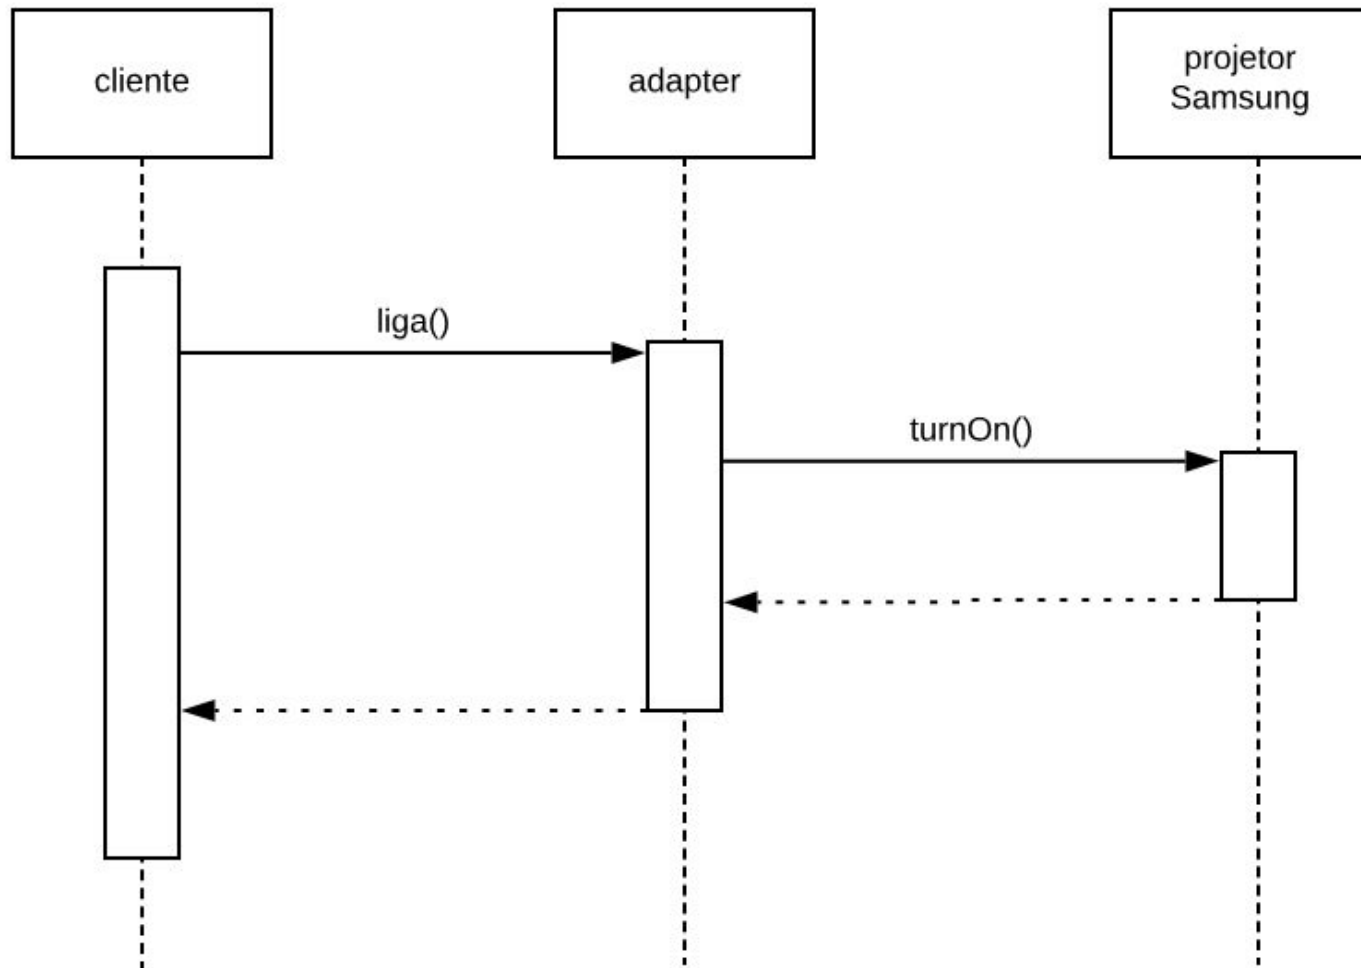 cliente
adapter
projetor
Samsung
liga()
turnOn()